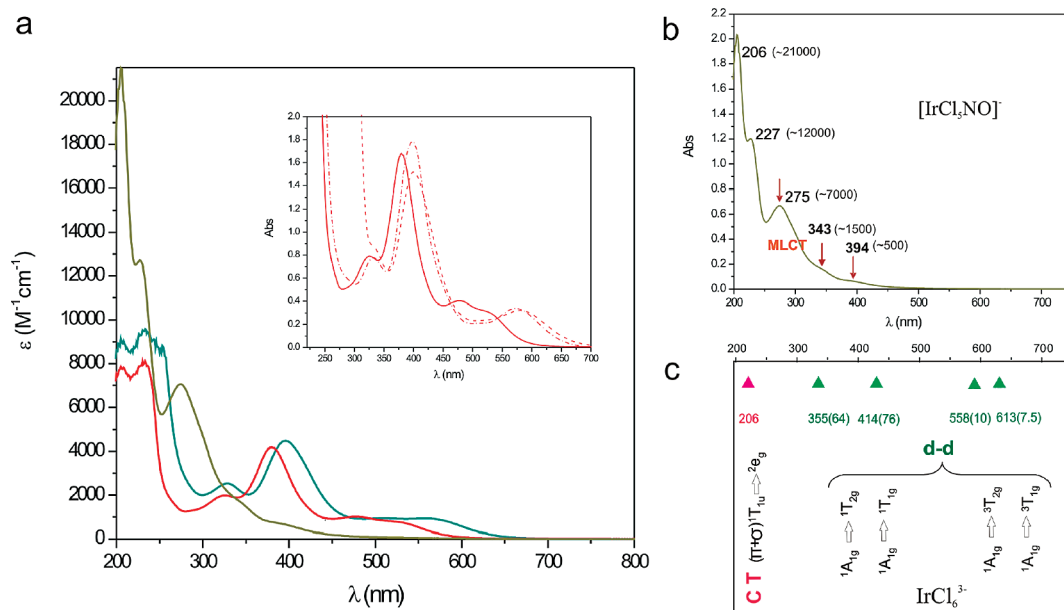 a
20000
18000
16000
14000
12000
10000
8000
6000
4000
2000
0
ε (M⁻¹cm⁻¹)
200 300 400 500 600 700 800
λ (nm)
2.0
1.8
1.6
1.4
1.2
1.0
0.8
0.6
0.4
0.2
0.0
Abs
250 300 350 400 450 500 550 600 650 700
λ (nm)
b
2.2
2.0
1.8
1.6
1.4
1.2
1.0
0.8
0.6
0.4
0.2
0.0
Abs
206 (~21000)
[IrCl₅NO]⁻
227 (~12000)
275 (~7000)
343 (~1500)
MLCT
394 (~500)
200 300 400 500 600 700
λ (nm)
c
200 300 400 500 600 700
206 355(64) 414(76) 558(10) 613(7.5)
d-d
CT (π+σ)¹T₁ᵤ ⇨ ²e_g
¹A₁g ⇨ ¹T₂g
¹A₁g ⇨ ¹T₁g
¹A₁g ⇨ ³T₂g
¹A₁g ⇨ ³T₁g
IrCl₆³⁻